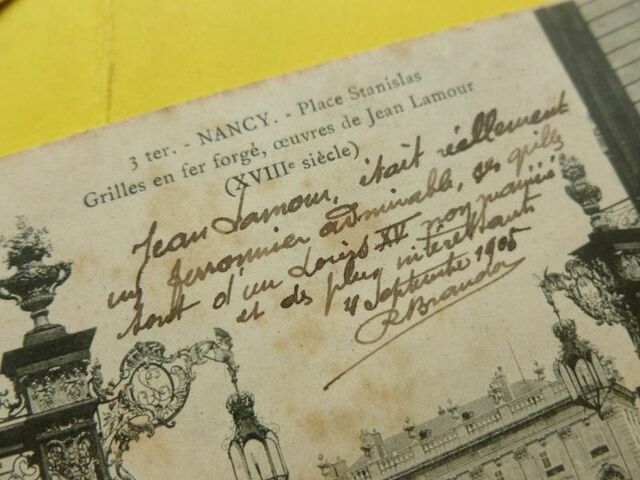 3 ter. - NANCY. - Place Stanislas
Grilles en fer forgé, œuvres de Jean Lamour
(XVIIIe siècle)
Jean Lamour, était réellement
un ferronnier admirable, ses grilles
sont d'un Louis XV non
et des plus intéressants
4 Septembre 1905